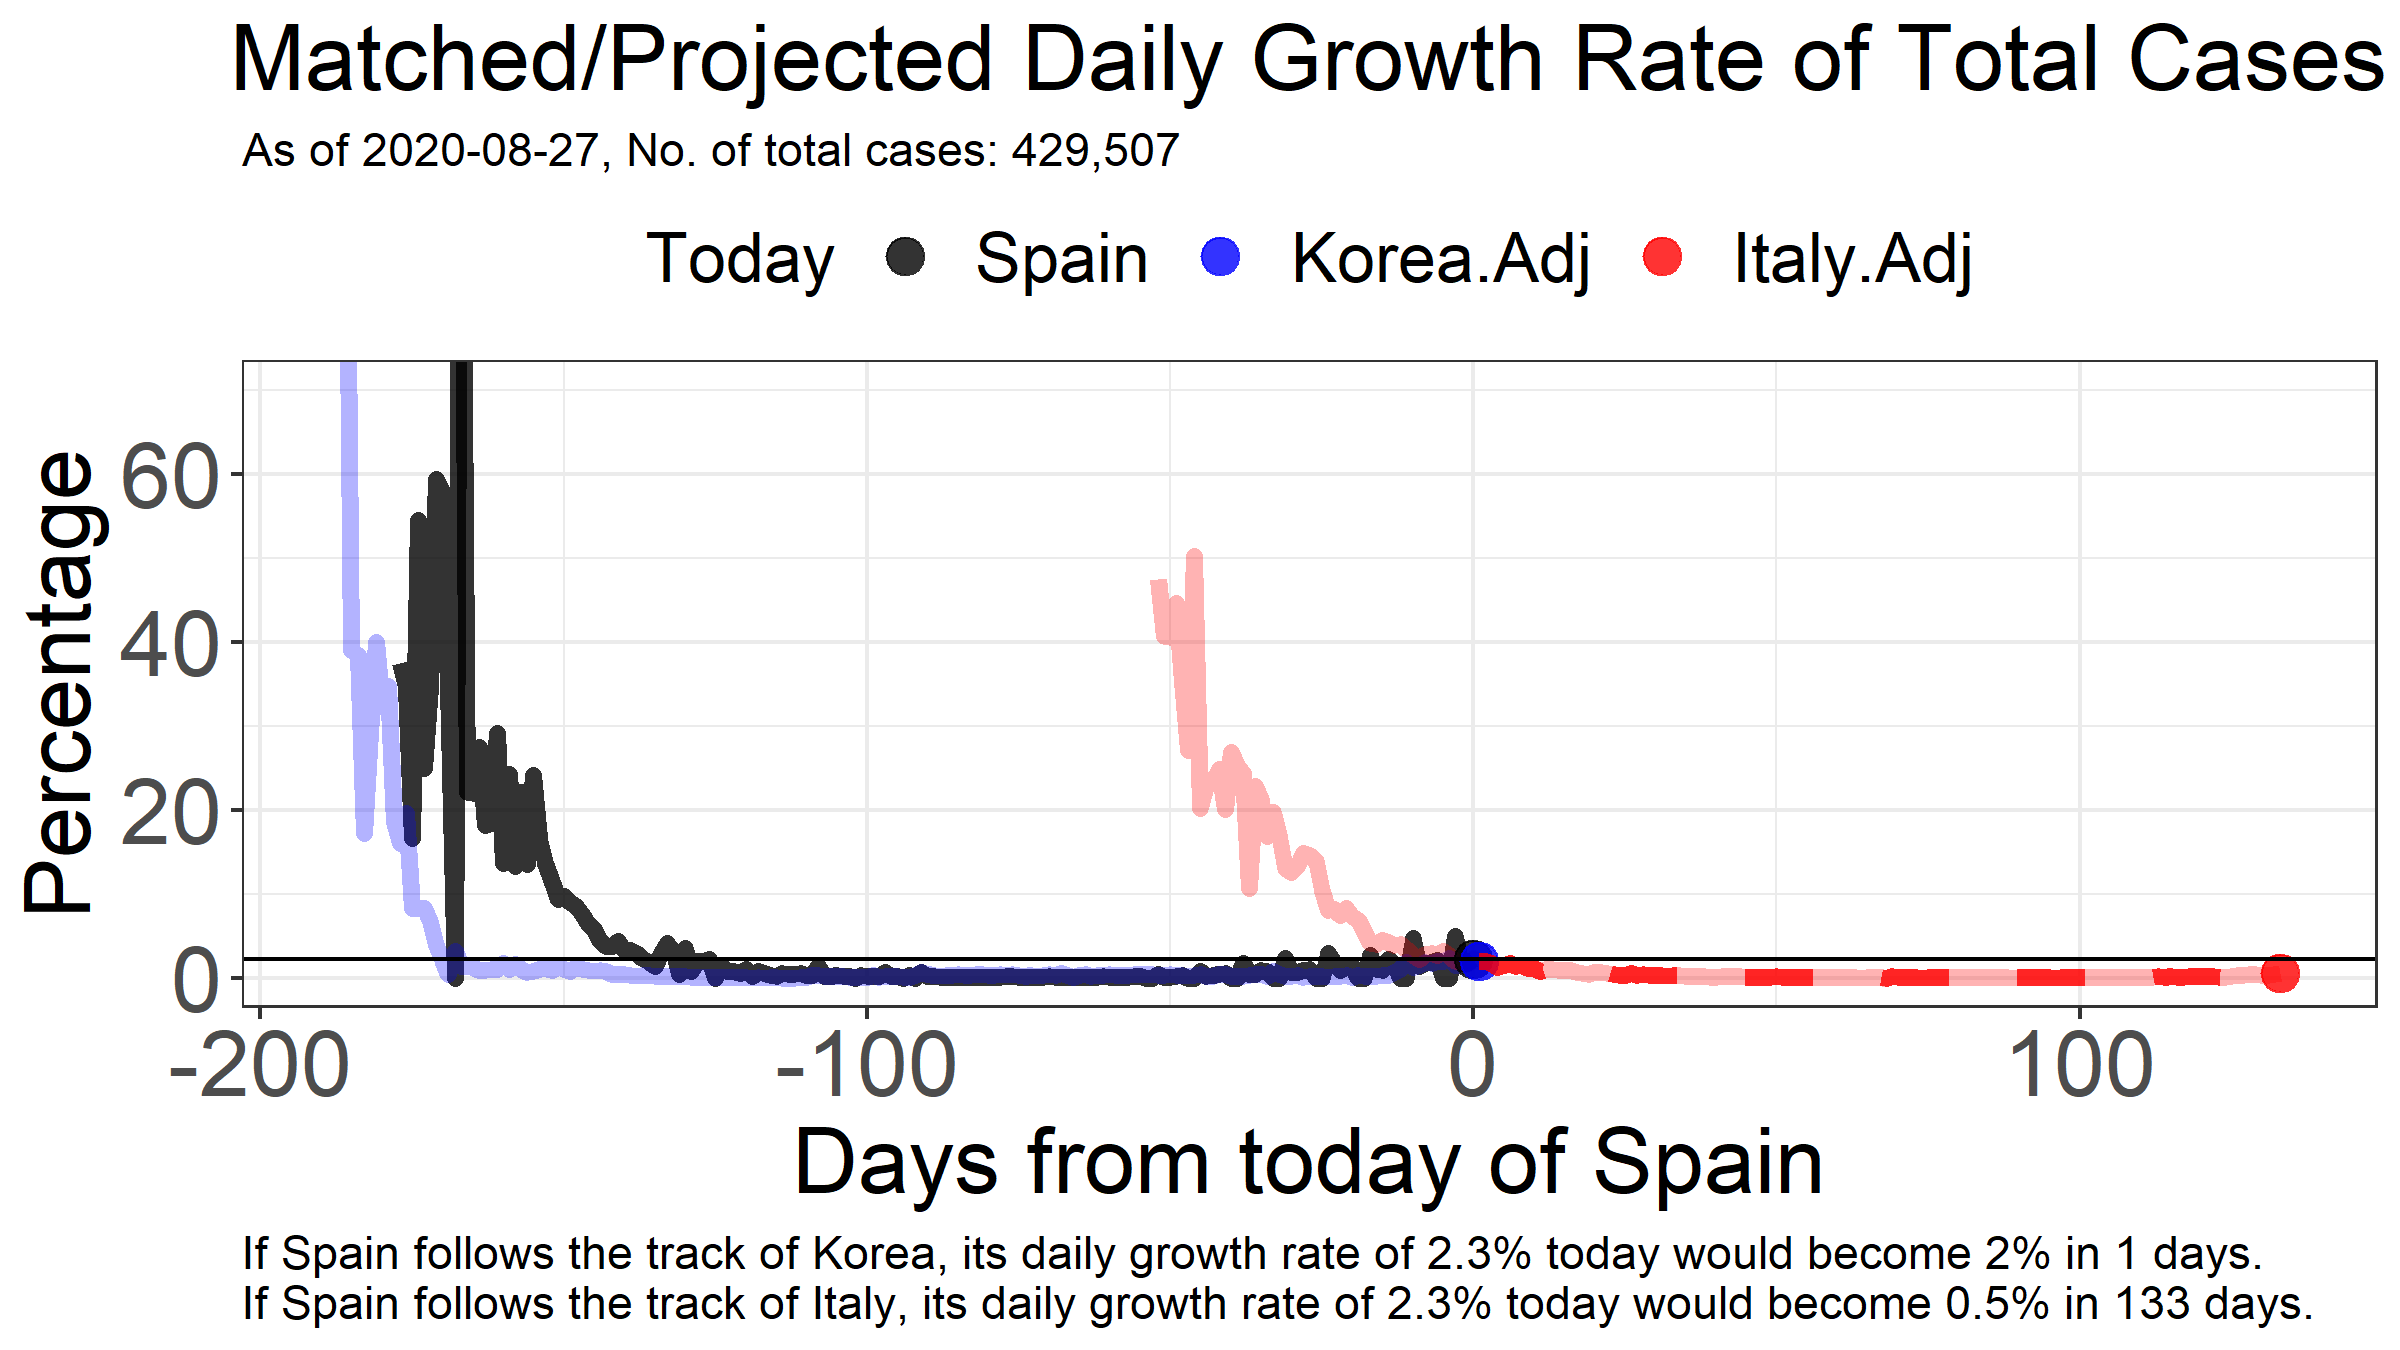 Matched/Projected Daily Growth Rate of Total Cases
As of 2020-08-27, No. of total cases: 429,507
Today Spain Korea.Adj Italy.Adj
Percentage
60
40
20
0
-200 -100 0 100
Days from today of Spain
If Spain follows the track of Korea, its daily growth rate of 2.3% today would become 2% in 1 days.
If Spain follows the track of Italy, its daily growth rate of 2.3% today would become 0.5% in 133 days.